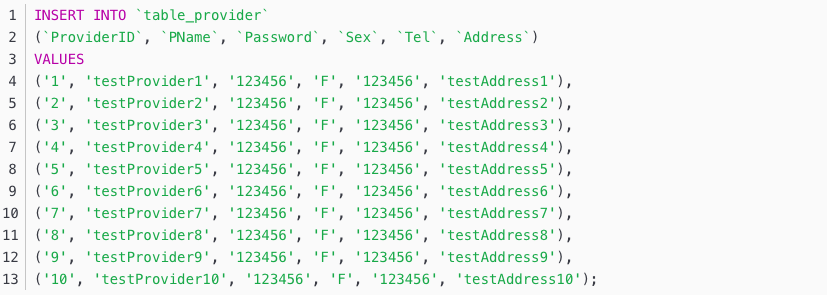 1 INSERT INTO `table_provider`
2 (`ProviderID`, `PName`, `Password`, `Sex`, `Tel`, `Address`)
3 VALUES
4 ('1', 'testProvider1', '123456', 'F', '123456', 'testAddress1'),
5 ('2', 'testProvider2', '123456', 'F', '123456', 'testAddress2'),
6 ('3', 'testProvider3', '123456', 'F', '123456', 'testAddress3'),
7 ('4', 'testProvider4', '123456', 'F', '123456', 'testAddress4'),
8 ('5', 'testProvider5', '123456', 'F', '123456', 'testAddress5'),
9 ('6', 'testProvider6', '123456', 'F', '123456', 'testAddress6'),
10 ('7', 'testProvider7', '123456', 'F', '123456', 'testAddress7'),
11 ('8', 'testProvider8', '123456', 'F', '123456', 'testAddress8'),
12 ('9', 'testProvider9', '123456', 'F', '123456', 'testAddress9'),
13 ('10', 'testProvider10', '123456', 'F', '123456', 'testAddress10');